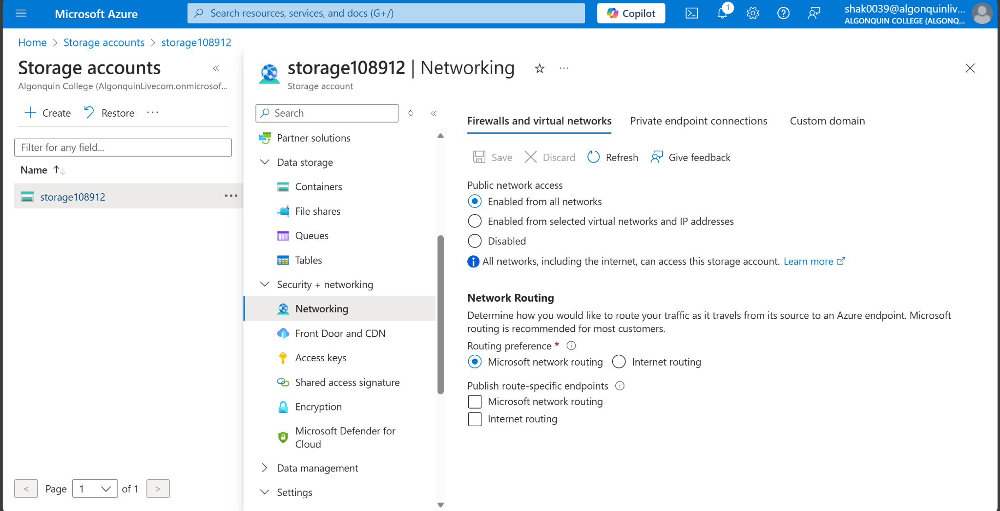 Microsoft Azure
Search resources, services, and docs (G+/)
Copilot
1
shak0039@algonquinliv...
ALGONQUIN COLLEGE (ALGONQ...
Home > Storage accounts > storage108912
Storage accounts
Algonquin College (AlgonquinLivecom.onmicrosof...
Create
Restore
Filter for any field...
Name
storage108912
Page 1 of 1
storage108912 | Networking
Storage account
Search
Partner solutions
Data storage
Containers
File shares
Queues
Tables
Security + networking
Networking
Front Door and CDN
Access keys
Shared access signature
Encryption
Microsoft Defender for
Cloud
Data management
Settings
Firewalls and virtual networks
Private endpoint connections
Custom domain
Save
Discard
Refresh
Give feedback
Public network access
Enabled from all networks
Enabled from selected virtual networks and IP addresses
Disabled
All networks, including the internet, can access this storage account. Learn more
Network Routing
Determine how you would like to route your traffic as it travels from its source to an Azure endpoint. Microsoft
routing is recommended for most customers.
Routing preference *
Microsoft network routing
Internet routing
Publish route-specific endpoints
Microsoft network routing
Internet routing